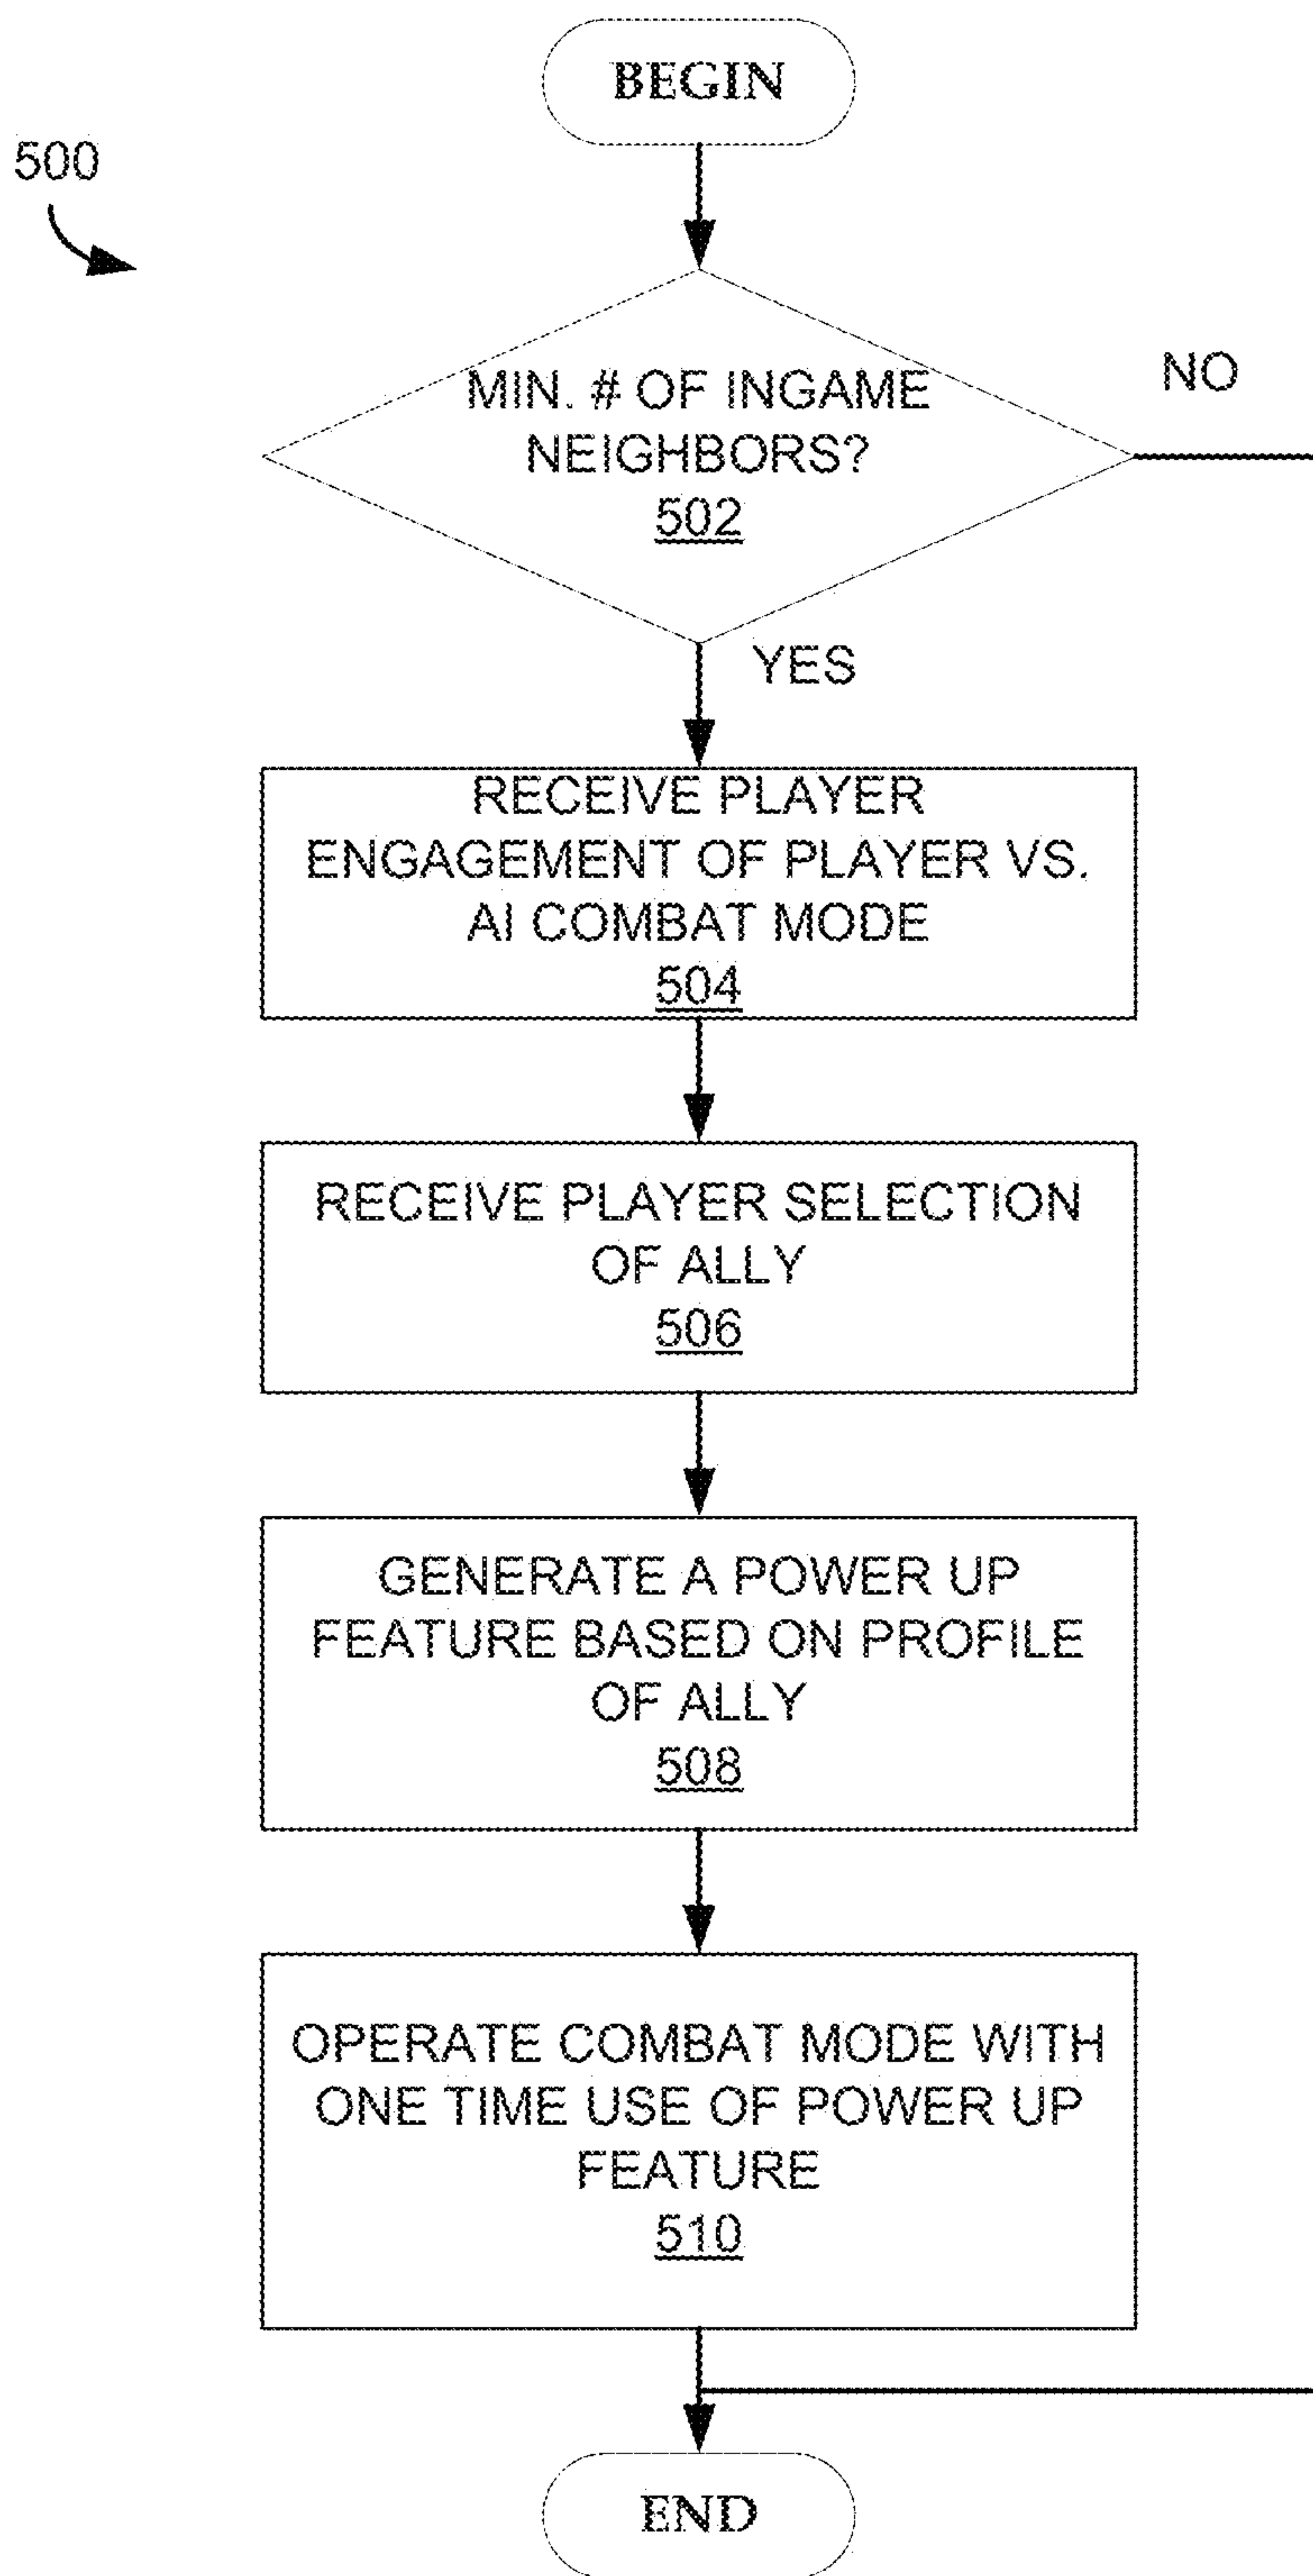 BEGIN
500
MIN. # OF INGAME
NEIGHBORS?
502
NO
YES
RECEIVE PLAYER
ENGAGEMENT OF PLAYER VS.
AI COMBAT MODE
504
RECEIVE PLAYER SELECTION
OF ALLY
506
GENERATE A POWER UP
FEATURE BASED ON PROFILE
OF ALLY
508
OPERATE COMBAT MODE WITH
ONE TIME USE OF POWER UP
FEATURE
510
END